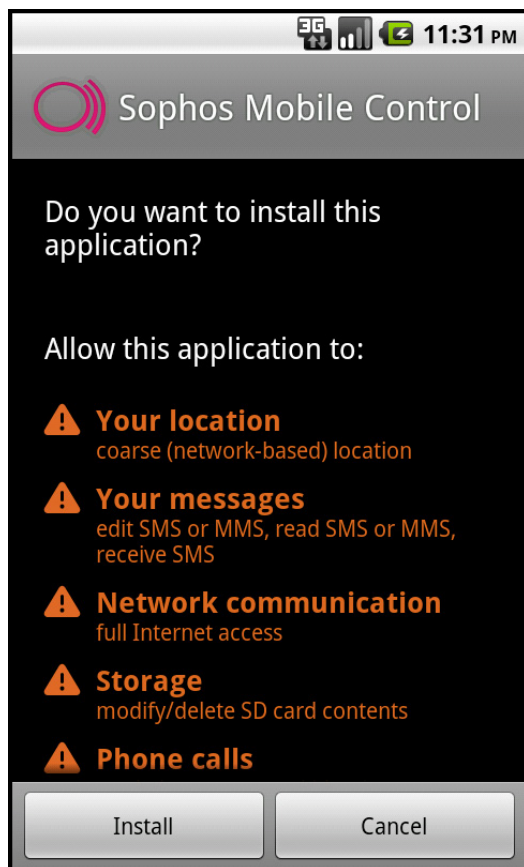 3G 11:31 PM
Sophos Mobile Control
Do you want to install this
application?
Allow this application to:
Your location
coarse (network-based) location
Your messages
edit SMS or MMS, read SMS or MMS,
receive SMS
Network communication
full Internet access
Storage
modify/delete SD card contents
Phone calls
Install Cancel